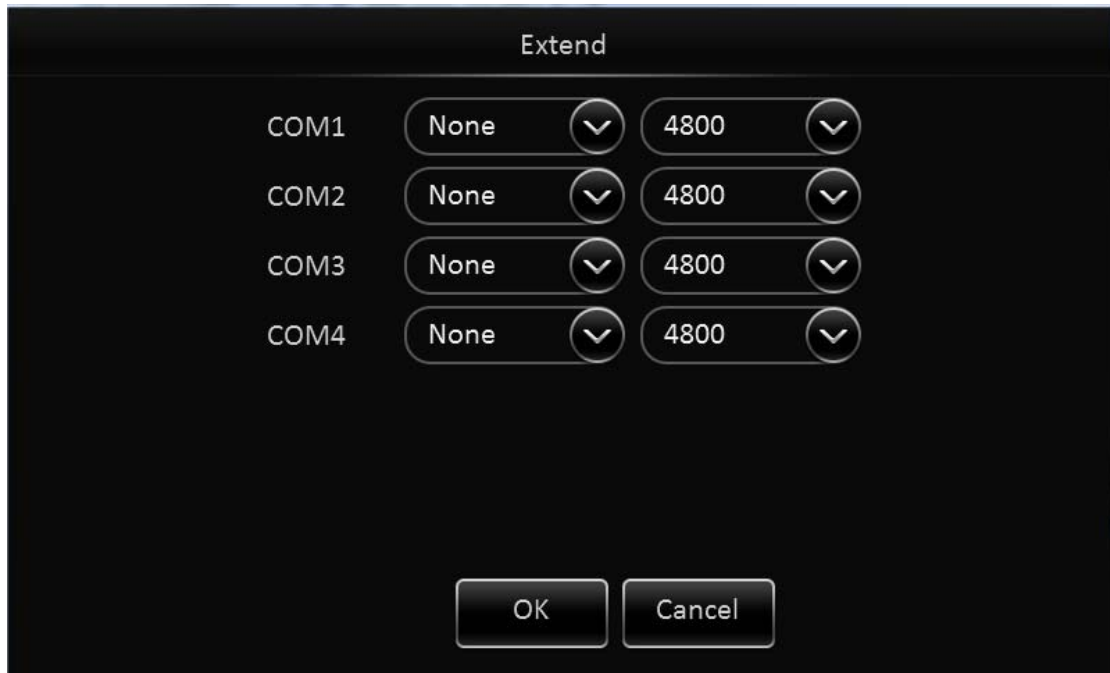 Extend
COM1 None 4800
COM2 None 4800
COM3 None 4800
COM4 None 4800
OK Cancel